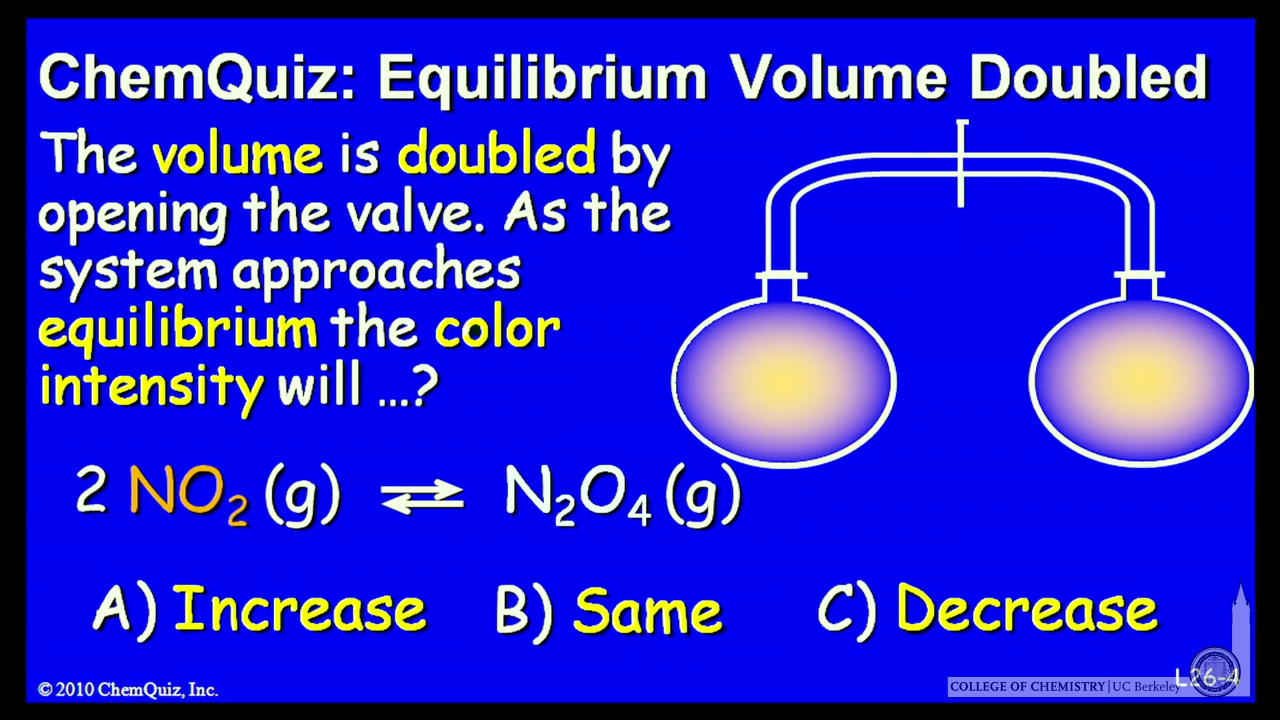 ChemQuiz: Equilibrium Volume Doubled
The volume is doubled by
opening the valve. As the
system approaches
equilibrium the color
intensity will ...?
2 NO₂ (g) ⇌ N₂O₄ (g)
A) Increase B) Same C) Decrease
© 2010 ChemQuiz, Inc.
COLLEGE OF CHEMISTRY | UC Berkeley
L26-4